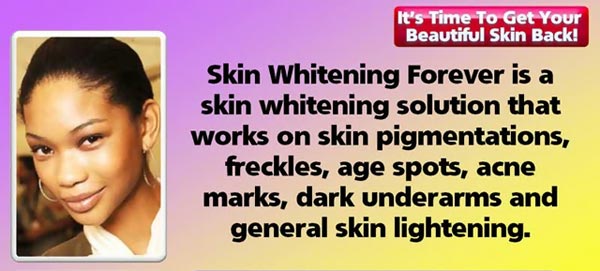 It's Time To Get Your
Beautiful Skin Back!
Skin Whitening Forever is a
skin whitening solution that
works on skin pigmentations,
freckles, age spots, acne
marks, dark underarms and
general skin lightening.